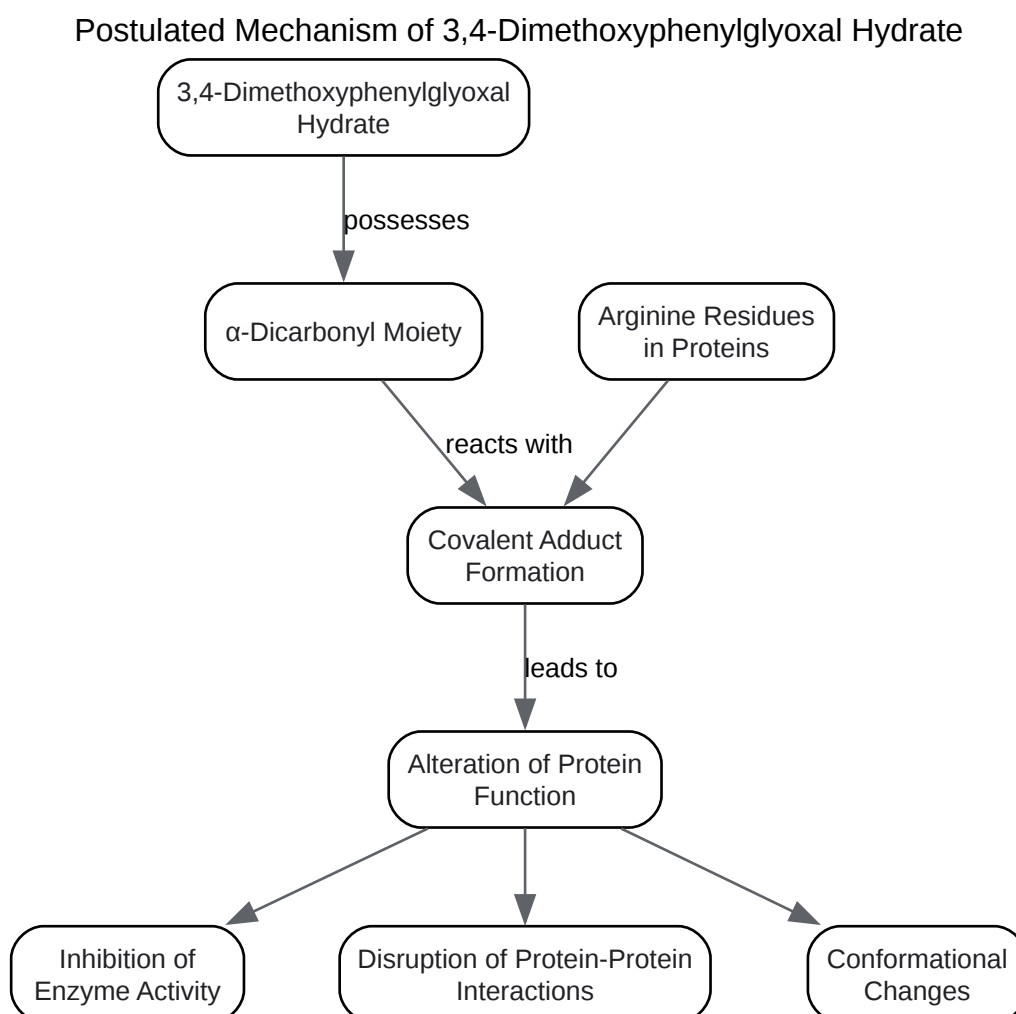 Postulated Mechanism of 3,4-Dimethoxyphenylglyoxal Hydrate
3,4-Dimethoxyphenylglyoxal
Hydrate
possesses
α-Dicarbonyl Moiety
Arginine Residues
in Proteins
reacts with
Covalent Adduct
Formation
leads to
Alteration of Protein
Function
Inhibition of
Enzyme Activity
Disruption of Protein-Protein
Interactions
Conformational
Changes